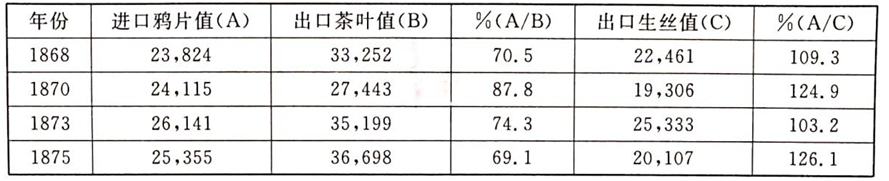 年份 进口鸦片值(A) 出口茶叶值(B) %(A/B) 出口生丝值(C) %(A/C)
1868 23,824 33,252 70.5 22,461 109.3
1870 24,115 27,443 87.8 19,306 124.9
1873 26,141 35,199 74.3 25,333 103.2
1875 25,355 36,698 69.1 20,107 126.1